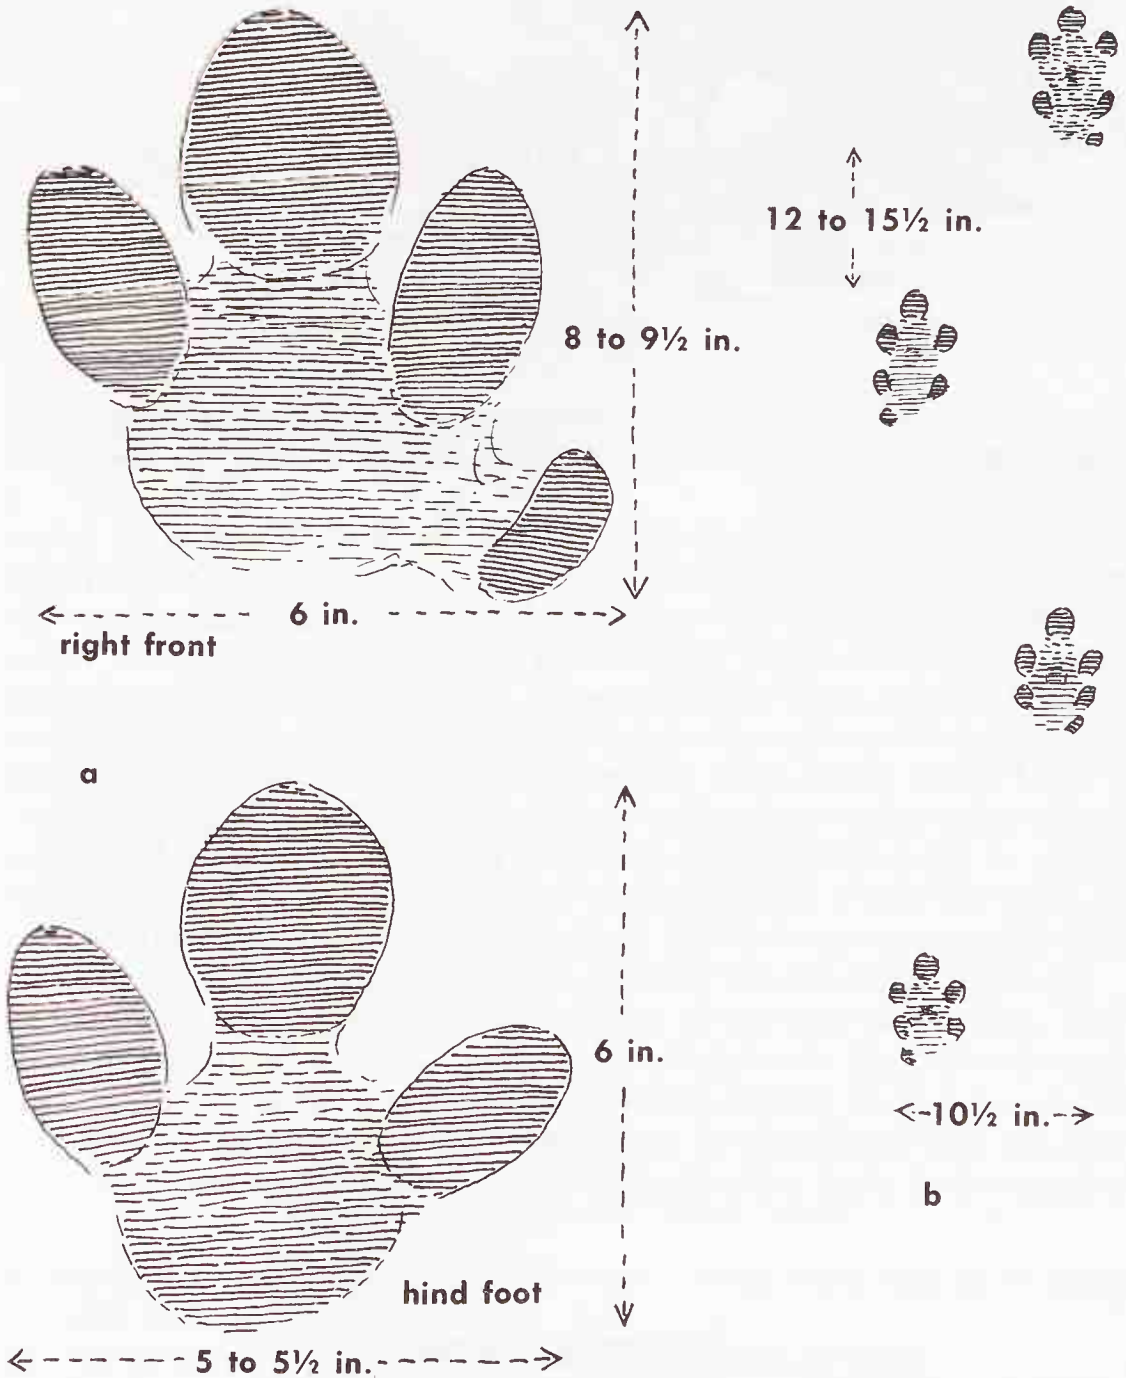 12 to 15½ in.
8 to 9½ in.
6 in.
right front
a
6 in.
10½ in.
b
hind foot
5 to 5½ in.